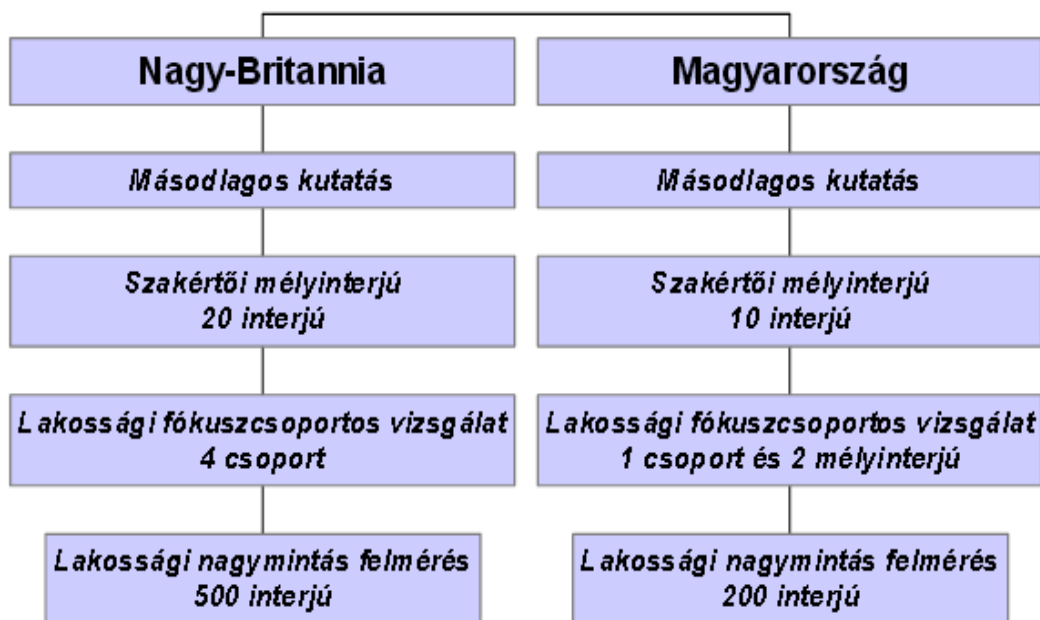 Nagy-Britannia
Másodlagos kutatás
Szakértői mélyinterjú
20 interjú
Lakossági fókuszcsoportos vizsgálat
4 csoport
Lakossági nagymintás felmérés
500 interjú
Magyarország
Másodlagos kutatás
Szakértői mélyinterjú
10 interjú
Lakossági fókuszcsoportos vizsgálat
1 csoport és 2 mélyinterjú
Lakossági nagymintás felmérés
200 interjú